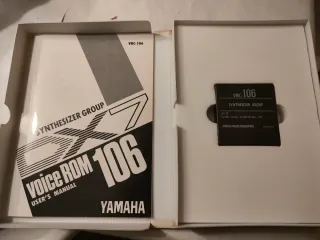 VRC-106
SYNTHESIZER GROUP
DX7
Voice ROM 106
USER'S MANUAL
YAMAHA
VRC 106
SYNTHESIZER GROUP